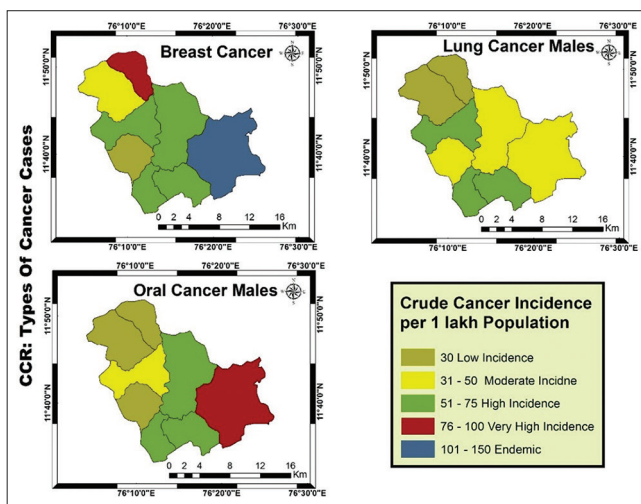 CCR: Types Of Cancer Cases
76°10'0"E 76°20'0"E 76°30'0"E
Breast Cancer
N
11°50'0"N
11°40'0"N
0 2 4 8 12 16
Km
76°10'0"E 76°20'0"E 76°30'0"E
76°10'0"E 76°20'0"E 76°30'0"E
Lung Cancer Males
N
11°50'0"N
11°40'0"N
0 2 4 8 12 16
Km
76°10'0"E 76°20'0"E 76°30'0"E
76°10'0"E 76°20'0"E 76°30'0"E
Oral Cancer Males
N
11°50'0"N
11°40'0"N
0 2 4 8 12 16
Km
76°10'0"E 76°20'0"E 76°30'0"E
Crude Cancer Incidence
per 1 lakh Population
30 Low Incidence
31 - 50 Moderate Incidne
51 - 75 High Incidence
76 - 100 Very High Incidence
101 - 150 Endemic